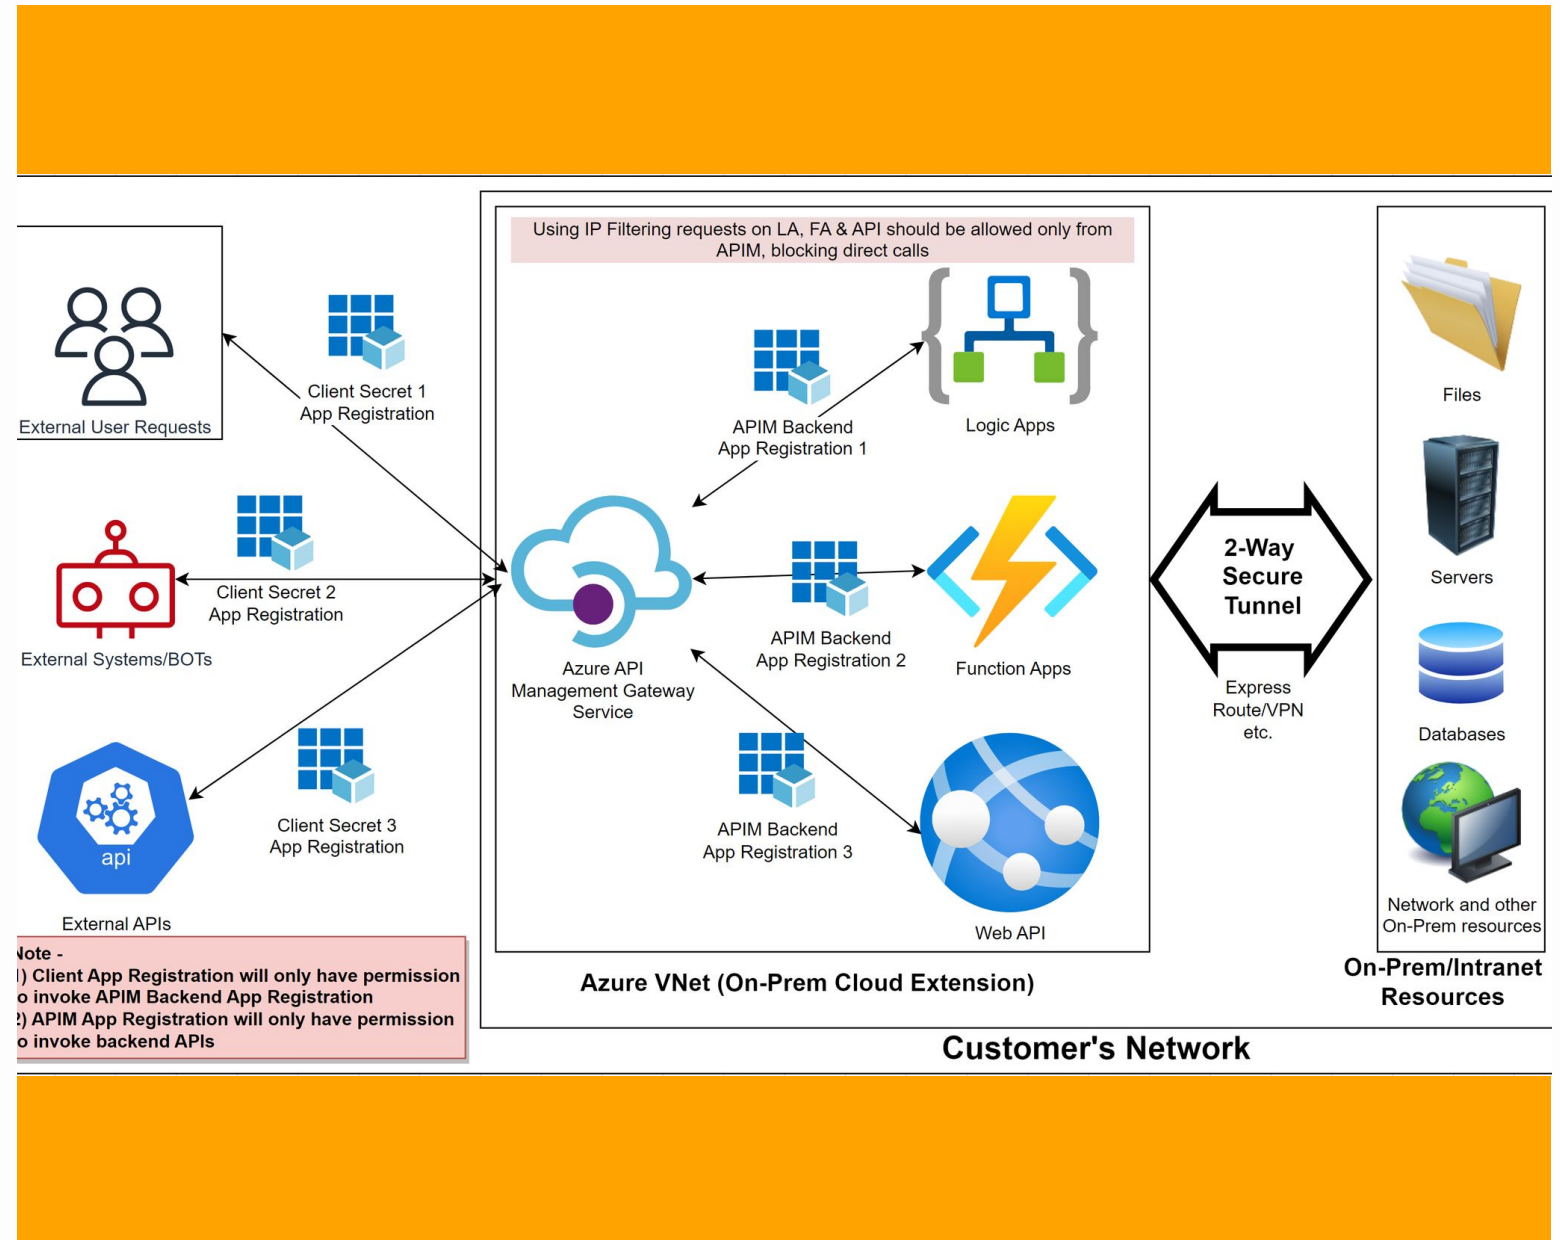 Using IP Filtering requests on LA, FA & API should be allowed only from
APIM, blocking direct calls
External User Requests
Client Secret 1
App Registration
External Systems/BOTs
Client Secret 2
App Registration
api
External APIs
Client Secret 3
App Registration
Note -
1) Client App Registration will only have permission
o invoke APIM Backend App Registration
2) APIM App Registration will only have permission
o invoke backend APIs
Azure API
Management Gateway
Service
APIM Backend
App Registration 1
Logic Apps
APIM Backend
App Registration 2
Function Apps
APIM Backend
App Registration 3
Web API
Azure VNet (On-Prem Cloud Extension)
2-Way
Secure
Tunnel
Express
Route/VPN
etc.
Files
Servers
Databases
Network and other
On-Prem resources
On-Prem/Intranet
Resources
Customer's Network